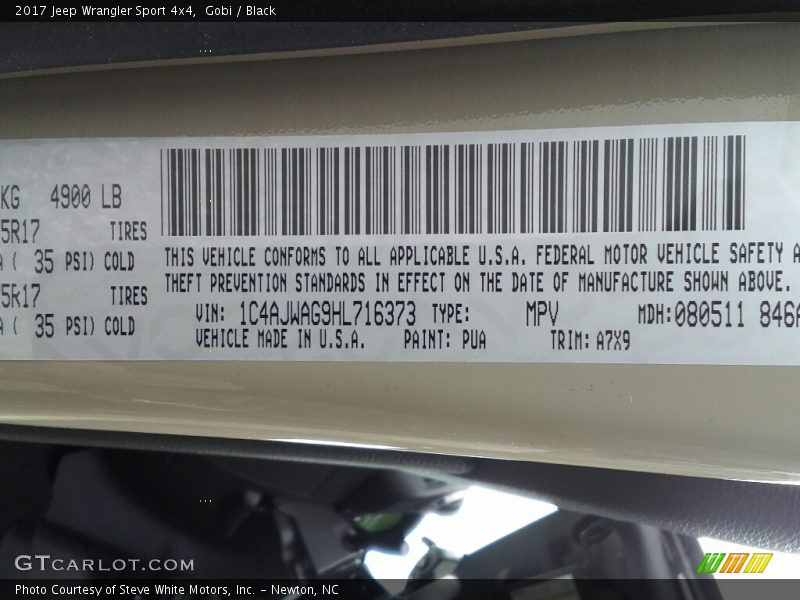 2017 Jeep Wrangler Sport 4x4, Gobi / Black
KG 4900 LB
5R17 TIRES
A ( 35 PSI) COLD
5R17 TIRES
A ( 35 PSI) COLD
THIS VEHICLE CONFORMS TO ALL APPLICABLE U.S.A. FEDERAL MOTOR VEHICLE SAFETY A
THEFT PREVENTION STANDARDS IN EFFECT ON THE DATE OF MANUFACTURE SHOWN ABOVE.
VIN: 1C4AJWAG9HL716373 TYPE: MPV MDH:080511 846A
VEHICLE MADE IN U.S.A. PAINT: PUA TRIM: A7X9
GTCARLOT.COM
Photo Courtesy of Steve White Motors, Inc. – Newton, NC